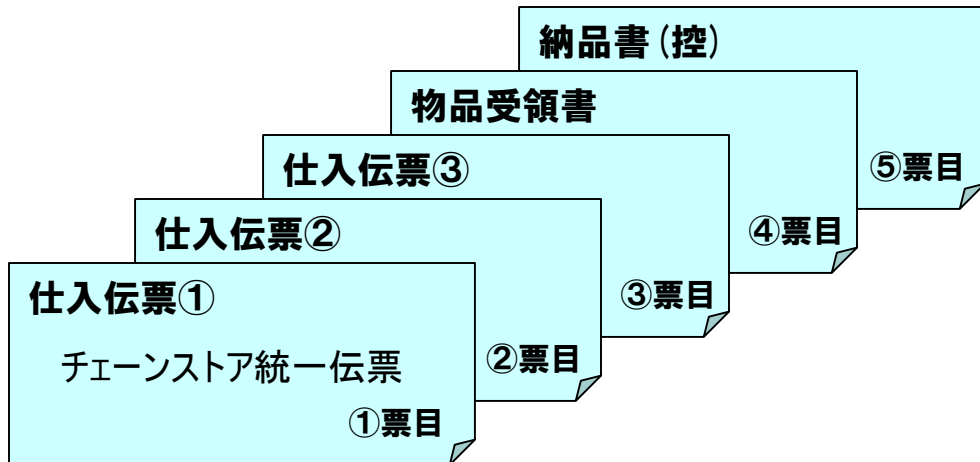 納品書(控)
⑤票目
物品受領書
④票目
仕入伝票③
③票目
仕入伝票②
②票目
仕入伝票①
チェーンストア統一伝票
①票目